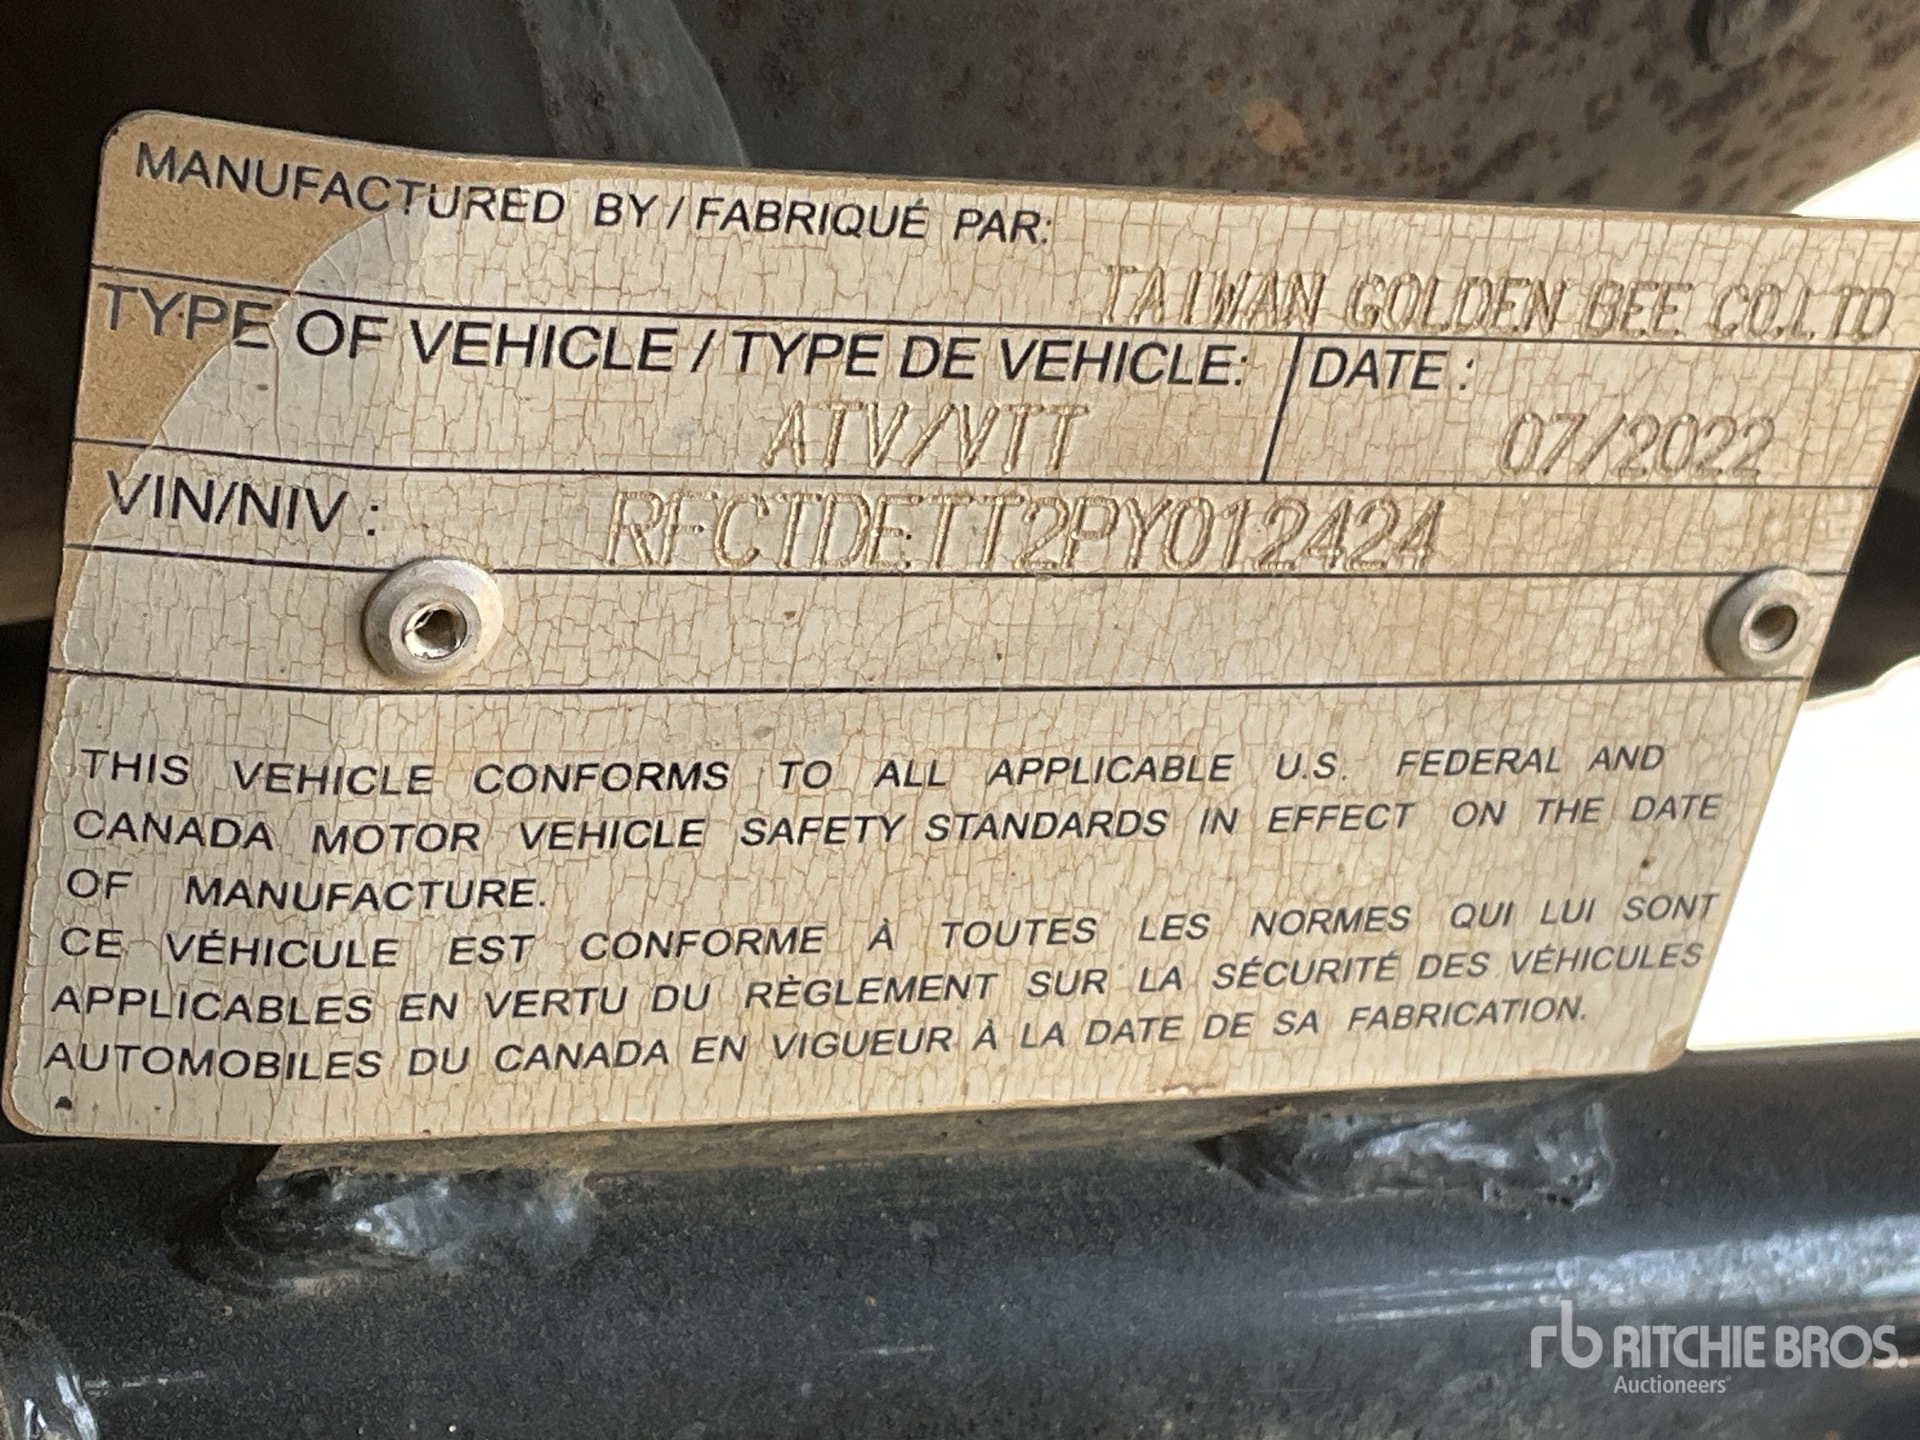 MANUFACTURED BY / FABRIQUÉ PAR:
TAIWAN GOLDEN BEE CO.LTD
TYPE OF VEHICLE / TYPE DE VEHICLE: DATE :
ATV/VTT 07/2022
VIN/NIV : RFCTDETT2PY012424
THIS VEHICLE CONFORMS TO ALL APPLICABLE U.S. FEDERAL AND
CANADA MOTOR VEHICLE SAFETY STANDARDS IN EFFECT ON THE DATE
OF MANUFACTURE.
CE VÉHICULE EST CONFORME À TOUTES LES NORMES QUI LUI SONT
APPLICABLES EN VERTU DU RÈGLEMENT SUR LA SÉCURITÉ DES VÉHICULES
AUTOMOBILES DU CANADA EN VIGUEUR À LA DATE DE SA FABRICATION.
rb RITCHIE BROS.
Auctioneers